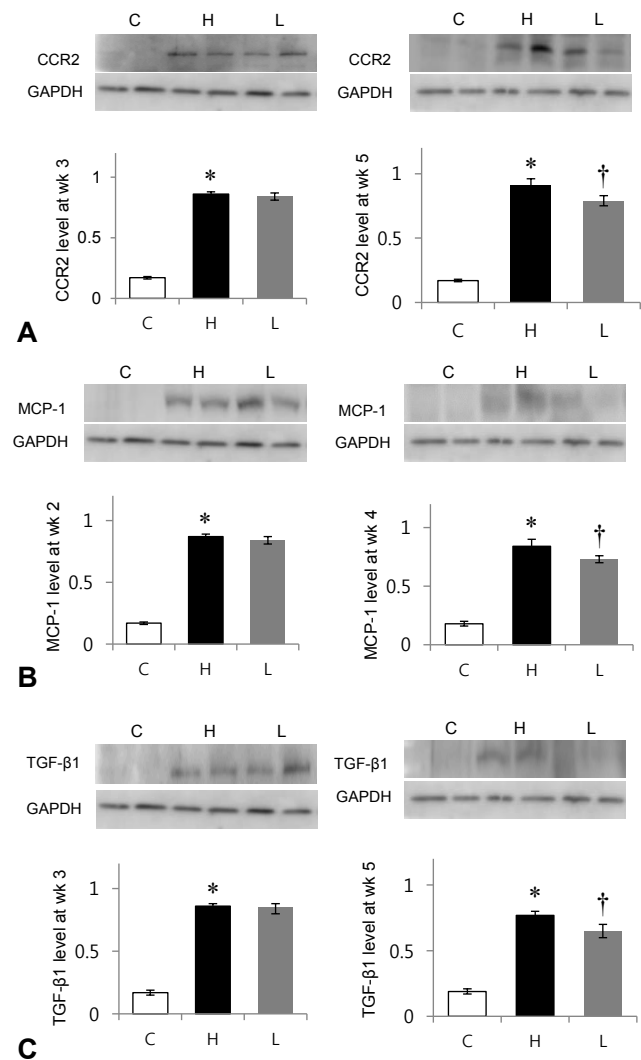 C H L
CCR2
GAPDH
CCR2 level at wk 3
1
0.5
0
*
C H L
C H L
CCR2
GAPDH
CCR2 level at wk 5
1
0.5
0
*
†
C H L
A
C H L
MCP-1
GAPDH
MCP-1 level at wk 2
1
0.5
0
*
C H L
C H L
MCP-1
GAPDH
MCP-1 level at wk 4
1
0.5
0
*
†
C H L
B
C H L
TGF-β1
GAPDH
TGF-β1 level at wk 3
1
0.5
0
*
C H L
C H L
TGF-β1
GAPDH
TGF-β1 level at wk 5
1
0.5
0
*
†
C H L
C